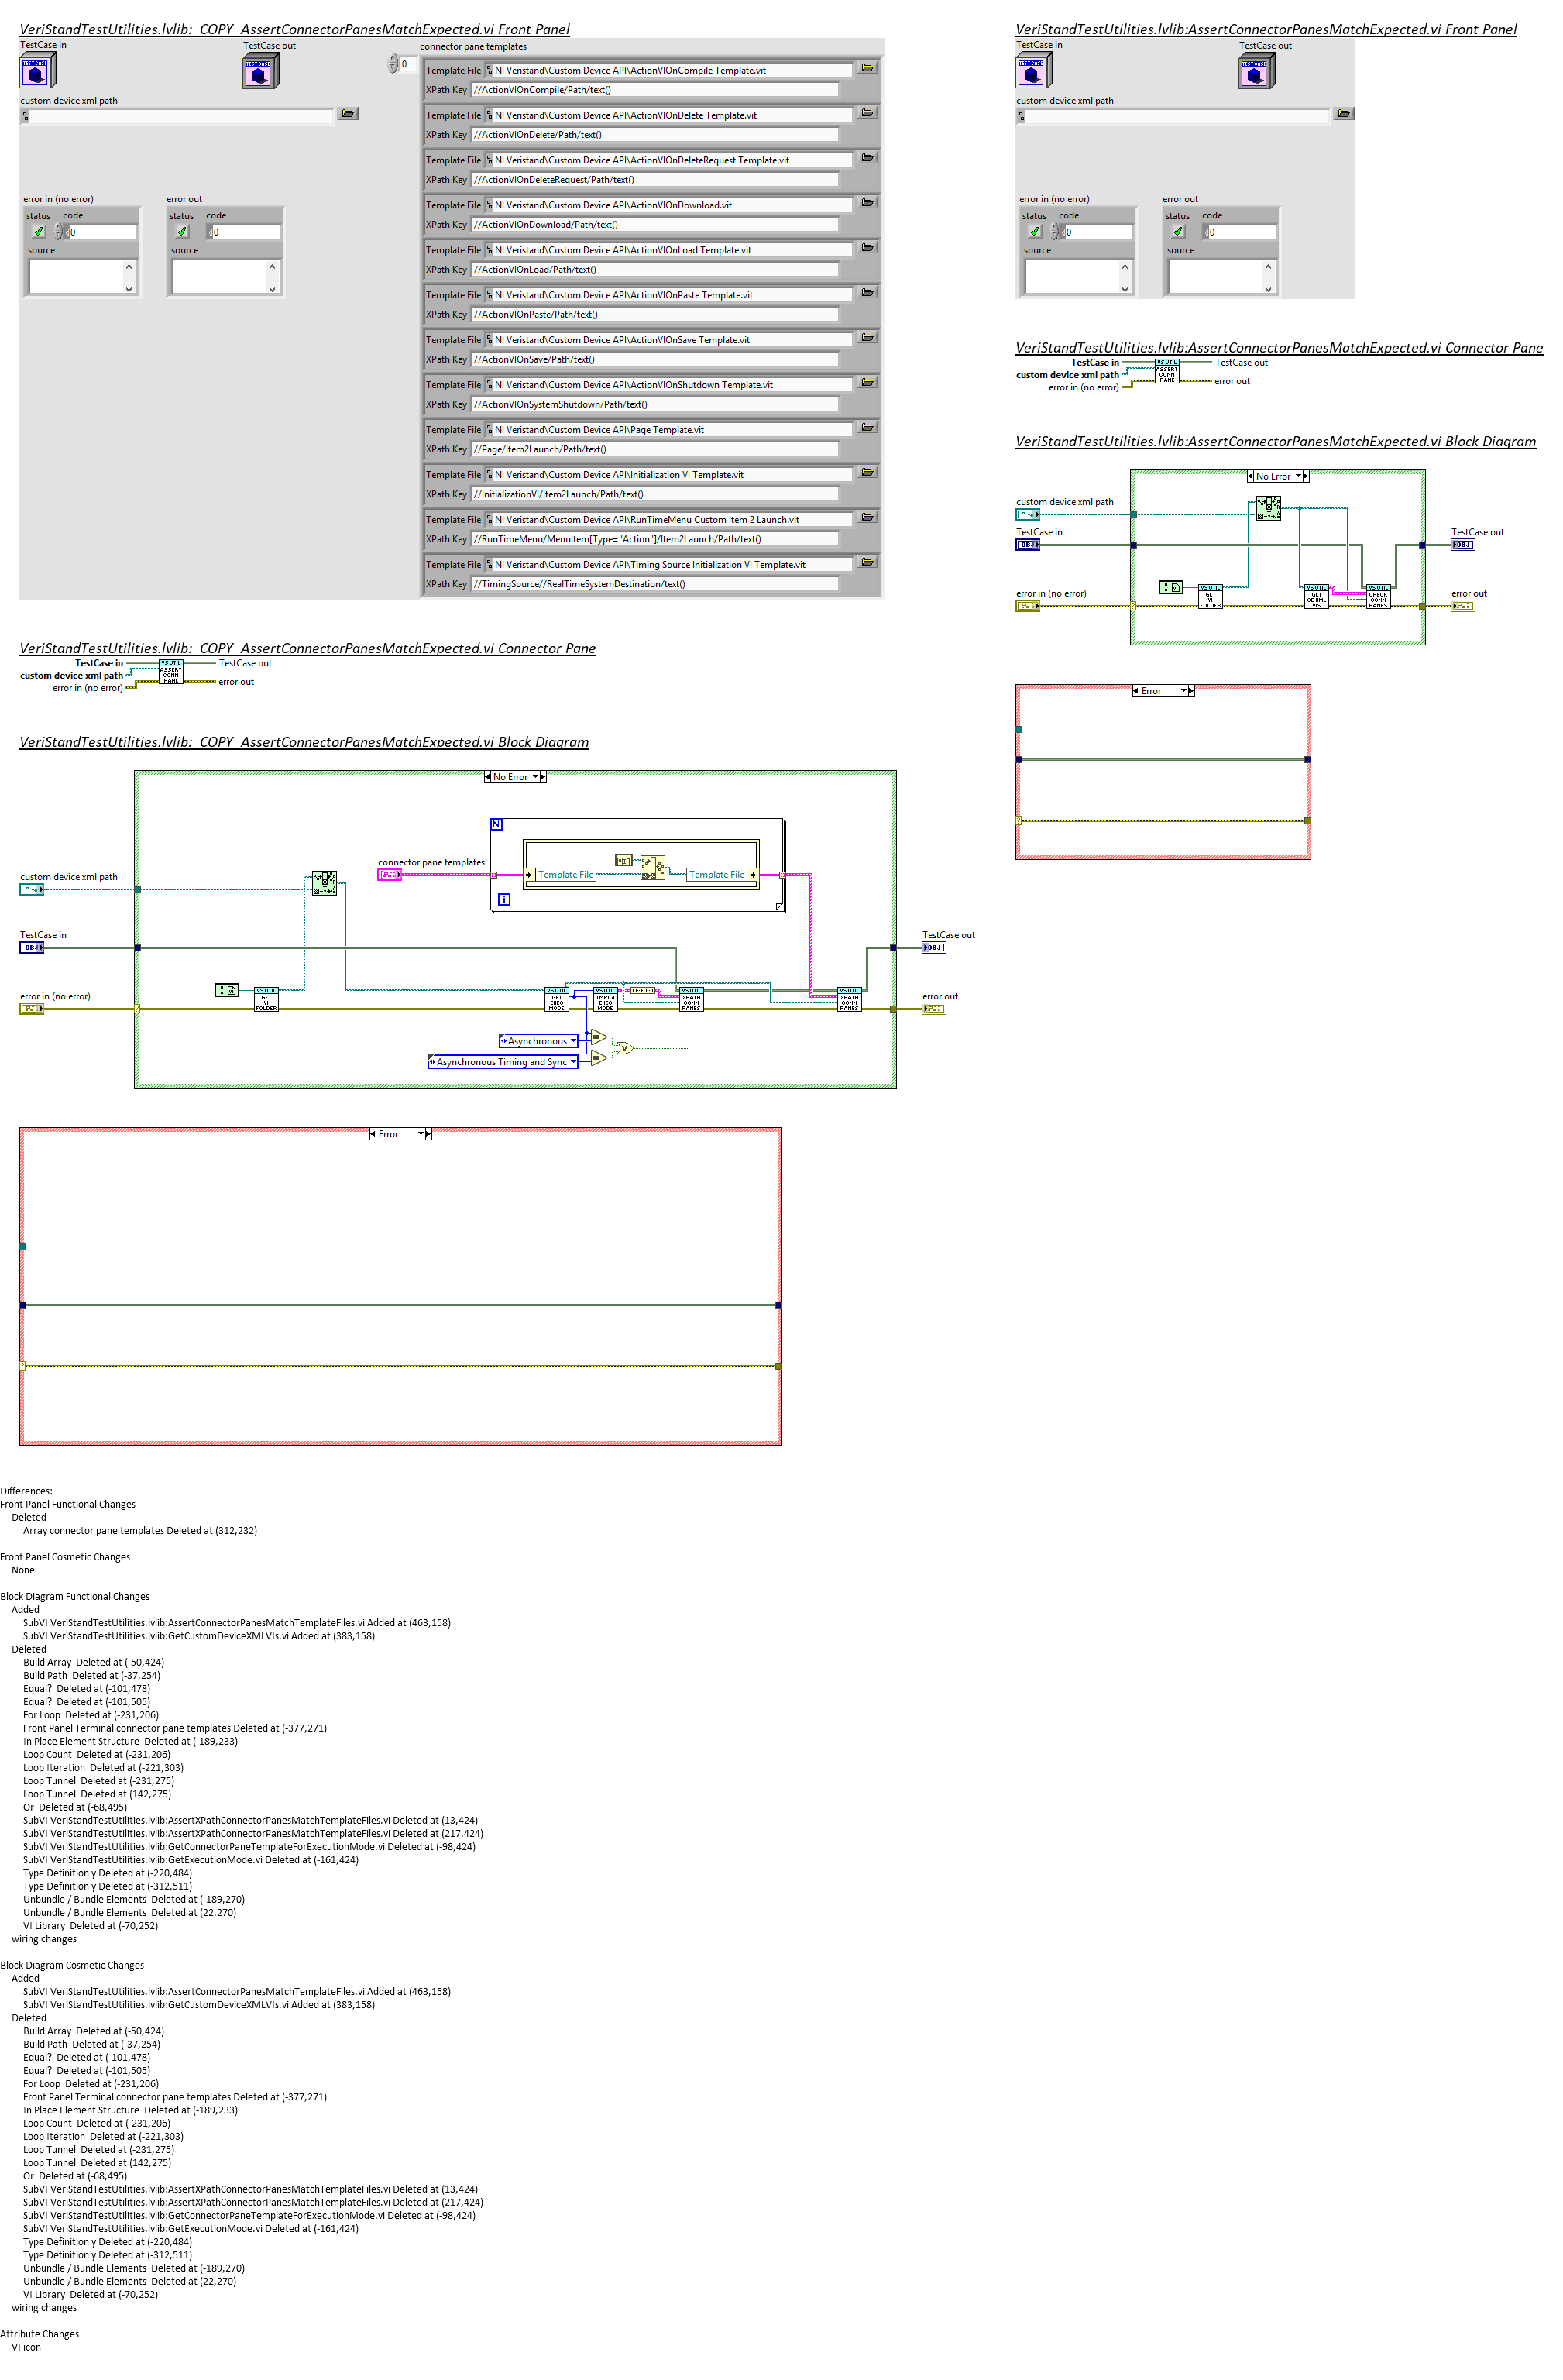 VeriStandTestUtilities.lvlib:_COPY_AssertConnectorPanesMatchExpected.vi Front Panel
TestCase in
TestCase out
TEST CASE
TEST CASE
custom device xml path
error in (no error)
error out
status
code
0
source
status
code
0
source
connector pane templates
0
Template File
NI Veristand\Custom Device API\ActionVIOnCompile Template.vit
XPath Key
//ActionVIOnCompile/Path/text()
Template File
NI Veristand\Custom Device API\ActionVIOnDelete Template.vit
XPath Key
//ActionVIOnDelete/Path/text()
Template File
NI Veristand\Custom Device API\ActionVIOnDeleteRequest Template.vit
XPath Key
//ActionVIOnDeleteRequest/Path/text()
Template File
NI Veristand\Custom Device API\ActionVIOnDownload.vit
XPath Key
//ActionVIOnDownload/Path/text()
Template File
NI Veristand\Custom Device API\ActionVIOnLoad Template.vit
XPath Key
//ActionVIOnLoad/Path/text()
Template File
NI Veristand\Custom Device API\ActionVIOnPaste Template.vit
XPath Key
//ActionVIOnPaste/Path/text()
Template File
NI Veristand\Custom Device API\ActionVIOnSave Template.vit
XPath Key
//ActionVIOnSave/Path/text()
Template File
NI Veristand\Custom Device API\ActionVIOnShutdown Template.vit
XPath Key
//ActionVIOnSystemShutdown/Path/text()
Template File
NI Veristand\Custom Device API\Page Template.vit
XPath Key
//Page/Item2Launch/Path/text()
Template File
NI Veristand\Custom Device API\Initialization VI Template.vit
XPath Key
//InitializationVI/Item2Launch/Path/text()
Template File
NI Veristand\Custom Device API\RunTimeMenu Custom Item 2 Launch.vit
XPath Key
//RunTimeMenu/MenuItem[Type="Action"]/Item2Launch/Path/text()
Template File
NI Veristand\Custom Device API\Timing Source Initialization VI Template.vit
XPath Key
//TimingSource//RealTimeSystemDestination/text()
VeriStandTestUtilities.lvlib:_COPY_AssertConnectorPanesMatchExpected.vi Connector Pane
TestCase in
custom device xml path
error in (no error)
VS UTIL
ASSERT
CONN
PANE
TestCase out
error out
VeriStandTestUtilities.lvlib:_COPY_AssertConnectorPanesMatchExpected.vi Block Diagram
No Error
custom device xml path
connector pane templates
N
Template File
Template File
i
TestCase in
OBJ
TestCase out
OBJ
error in (no error)
VS UTIL
GET
VI
FOLDER
VS UTIL
GET
EXEC
MODE
VS UTIL
TMPL4
EXEC
MODE
VS UTIL
XPATH
CONN
PANES
VS UTIL
XPATH
CONN
PANES
error out
Asynchronous
Asynchronous Timing and Sync
Error
VeriStandTestUtilities.lvlib:AssertConnectorPanesMatchExpected.vi Front Panel
TestCase in
TestCase out
TEST CASE
TEST CASE
custom device xml path
error in (no error)
error out
status
code
0
source
status
code
0
source
VeriStandTestUtilities.lvlib:AssertConnectorPanesMatchExpected.vi Connector Pane
TestCase in
custom device xml path
error in (no error)
VS UTIL
ASSERT
CONN
PANE
TestCase out
error out
VeriStandTestUtilities.lvlib:AssertConnectorPanesMatchExpected.vi Block Diagram
No Error
custom device xml path
TestCase in
OBJ
TestCase out
OBJ
error in (no error)
VS UTIL
GET
VI
FOLDER
VS UTIL
GET
CDXML
VIS
VS UTIL
CHECK
CONN
PANES
error out
Error
Differences:
Front Panel Functional Changes
Deleted
Array connector pane templates Deleted at (312,232)
Front Panel Cosmetic Changes
None
Block Diagram Functional Changes
Added
SubVI VeriStandTestUtilities.lvlib:AssertConnectorPanesMatchTemplateFiles.vi Added at (463,158)
SubVI VeriStandTestUtilities.lvlib:GetCustomDeviceXMLVIs.vi Added at (383,158)
Deleted
Build Array  Deleted at (-50,424)
Build Path  Deleted at (-37,254)
Equal?  Deleted at (-101,478)
Equal?  Deleted at (-101,505)
For Loop  Deleted at (-231,206)
Front Panel Terminal connector pane templates Deleted at (-377,271)
In Place Element Structure  Deleted at (-189,233)
Loop Count  Deleted at (-231,206)
Loop Iteration  Deleted at (-221,303)
Loop Tunnel  Deleted at (-231,275)
Loop Tunnel  Deleted at (142,275)
Or  Deleted at (-68,495)
SubVI VeriStandTestUtilities.lvlib:AssertXPathConnectorPanesMatchTemplateFiles.vi Deleted at (13,424)
SubVI VeriStandTestUtilities.lvlib:AssertXPathConnectorPanesMatchTemplateFiles.vi Deleted at (217,424)
SubVI VeriStandTestUtilities.lvlib:GetConnectorPaneTemplateForExecutionMode.vi Deleted at (-98,424)
SubVI VeriStandTestUtilities.lvlib:GetExecutionMode.vi Deleted at (-161,424)
Type Definition y Deleted at (-220,484)
Type Definition y Deleted at (-312,511)
Unbundle / Bundle Elements  Deleted at (-189,270)
Unbundle / Bundle Elements  Deleted at (22,270)
VI Library  Deleted at (-70,252)
wiring changes
Block Diagram Cosmetic Changes
Added
SubVI VeriStandTestUtilities.lvlib:AssertConnectorPanesMatchTemplateFiles.vi Added at (463,158)
SubVI VeriStandTestUtilities.lvlib:GetCustomDeviceXMLVIs.vi Added at (383,158)
Deleted
Build Array  Deleted at (-50,424)
Build Path  Deleted at (-37,254)
Equal?  Deleted at (-101,478)
Equal?  Deleted at (-101,505)
For Loop  Deleted at (-231,206)
Front Panel Terminal connector pane templates Deleted at (-377,271)
In Place Element Structure  Deleted at (-189,233)
Loop Count  Deleted at (-231,206)
Loop Iteration  Deleted at (-221,303)
Loop Tunnel  Deleted at (-231,275)
Loop Tunnel  Deleted at (142,275)
Or  Deleted at (-68,495)
SubVI VeriStandTestUtilities.lvlib:AssertXPathConnectorPanesMatchTemplateFiles.vi Deleted at (13,424)
SubVI VeriStandTestUtilities.lvlib:AssertXPathConnectorPanesMatchTemplateFiles.vi Deleted at (217,424)
SubVI VeriStandTestUtilities.lvlib:GetConnectorPaneTemplateForExecutionMode.vi Deleted at (-98,424)
SubVI VeriStandTestUtilities.lvlib:GetExecutionMode.vi Deleted at (-161,424)
Type Definition y Deleted at (-220,484)
Type Definition y Deleted at (-312,511)
Unbundle / Bundle Elements  Deleted at (-189,270)
Unbundle / Bundle Elements  Deleted at (22,270)
VI Library  Deleted at (-70,252)
wiring changes
Attribute Changes
VI icon